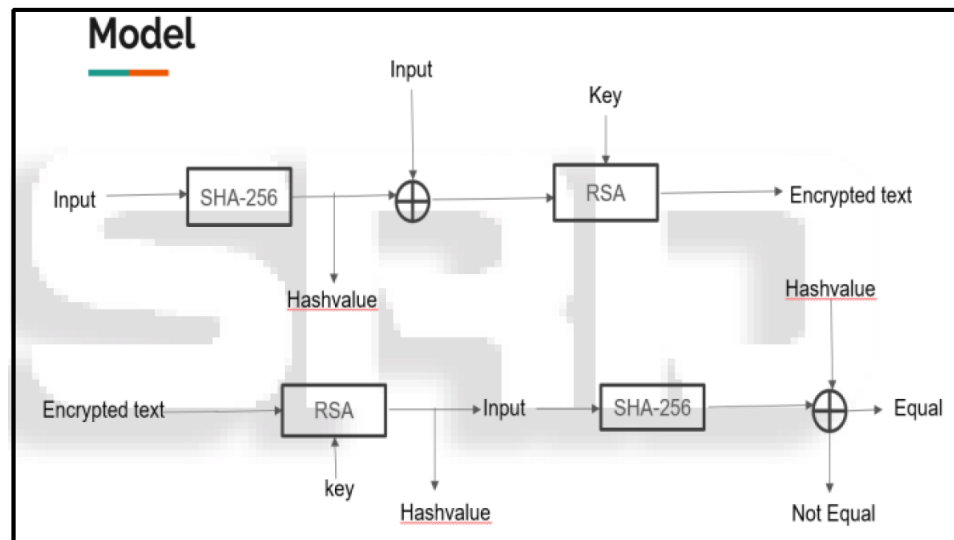 Model
Input
Key
Input
SHA-256
RSA
Encrypted text
Hashvalue
Hashvalue
Encrypted text
RSA
Input
SHA-256
Equal
key
Hashvalue
Not Equal